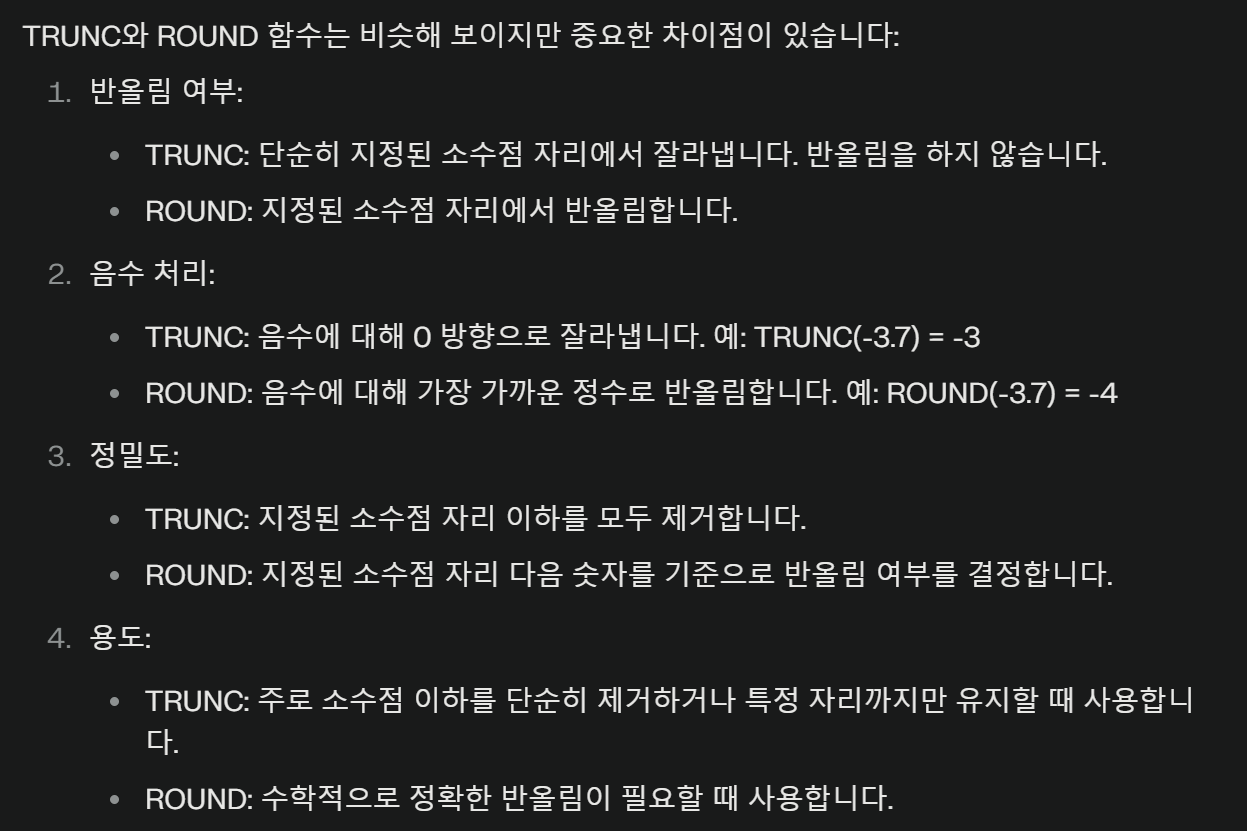 TRUNC와 ROUND 함수는 비슷해 보이지만 중요한 차이점이 있습니다:
1. 반올림 여부:
• TRUNC: 단순히 지정된 소수점 자리에서 잘라냅니다. 반올림을 하지 않습니다.
• ROUND: 지정된 소수점 자리에서 반올림합니다.
2. 음수 처리:
• TRUNC: 음수에 대해 0 방향으로 잘라냅니다. 예: TRUNC(-3.7) = -3
• ROUND: 음수에 대해 가장 가까운 정수로 반올림합니다. 예: ROUND(-3.7) = -4
3. 정밀도:
• TRUNC: 지정된 소수점 자리 이하를 모두 제거합니다.
• ROUND: 지정된 소수점 자리 다음 숫자를 기준으로 반올림 여부를 결정합니다.
4. 용도:
• TRUNC: 주로 소수점 이하를 단순히 제거하거나 특정 자리까지만 유지할 때 사용합니
다.
• ROUND: 수학적으로 정확한 반올림이 필요할 때 사용합니다.